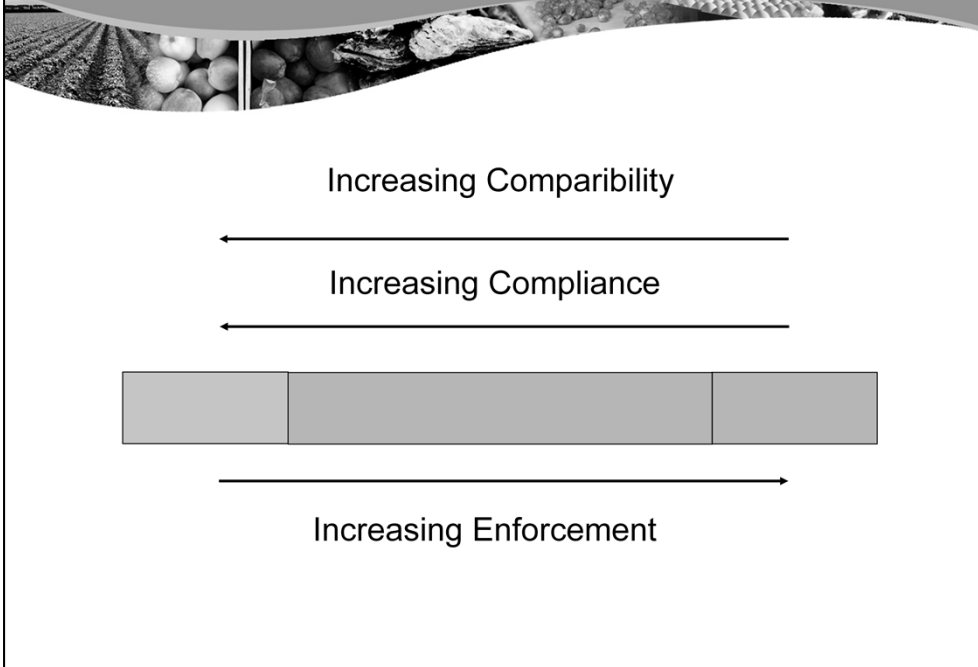 Increasing Comparibility
Increasing Compliance
Increasing Enforcement